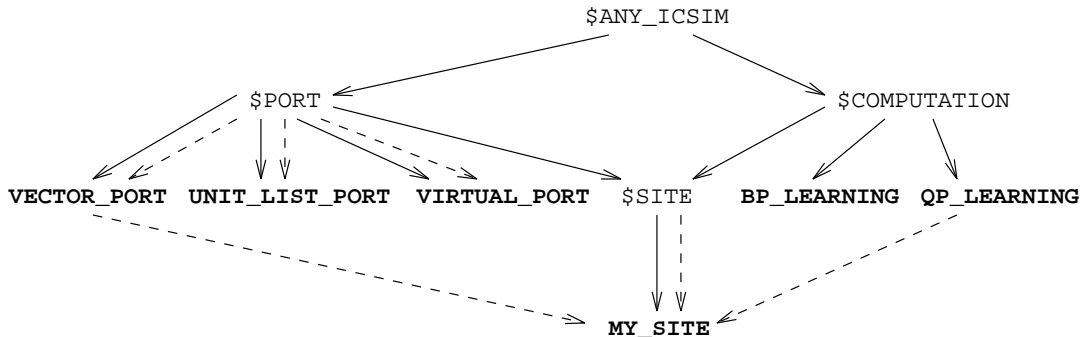 $ANY_ICSIM
$PORT $COMPUTATION
VECTOR_PORT UNIT_LIST_PORT VIRTUAL_PORT $SITE BP_LEARNING QP_LEARNING
MY_SITE